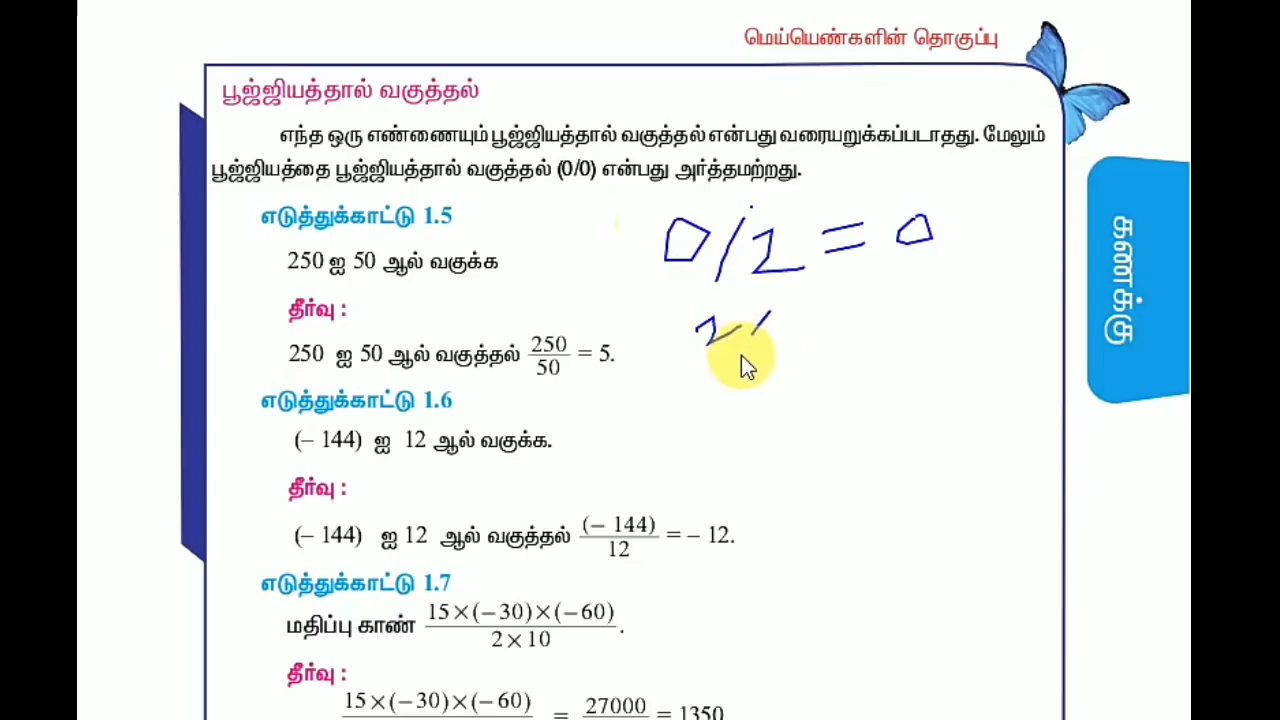 மெய்யெண்களின் தொகுப்பு
பூஜ்ஜியத்தால் வகுத்தல்
எந்த ஒரு எண்ணையும் பூஜ்ஜியத்தால் வகுத்தல் என்பது வரையறுக்கப்படாதது. மேலும்
பூஜ்ஜியத்தை பூஜ்ஜியத்தால் வகுத்தல் (0/0) என்பது அர்த்தமற்றது.
எடுத்துக்காட்டு 1.5
0/2 = 0
250 ஐ 50 ஆல் வகுக்க
தீர்வு :
2/
250 ஐ 50 ஆல் வகுத்தல் 250/50 = 5.
எடுத்துக்காட்டு 1.6
(– 144) ஐ 12 ஆல் வகுக்க.
தீர்வு :
(– 144) ஐ 12 ஆல் வகுத்தல் (– 144)/12 = – 12.
எடுத்துக்காட்டு 1.7
மதிப்பு காண் 15×(−30)×(−60)/2×10.
தீர்வு :
15×(−30)×(−60) = 27000 = 1350
கணக்கு